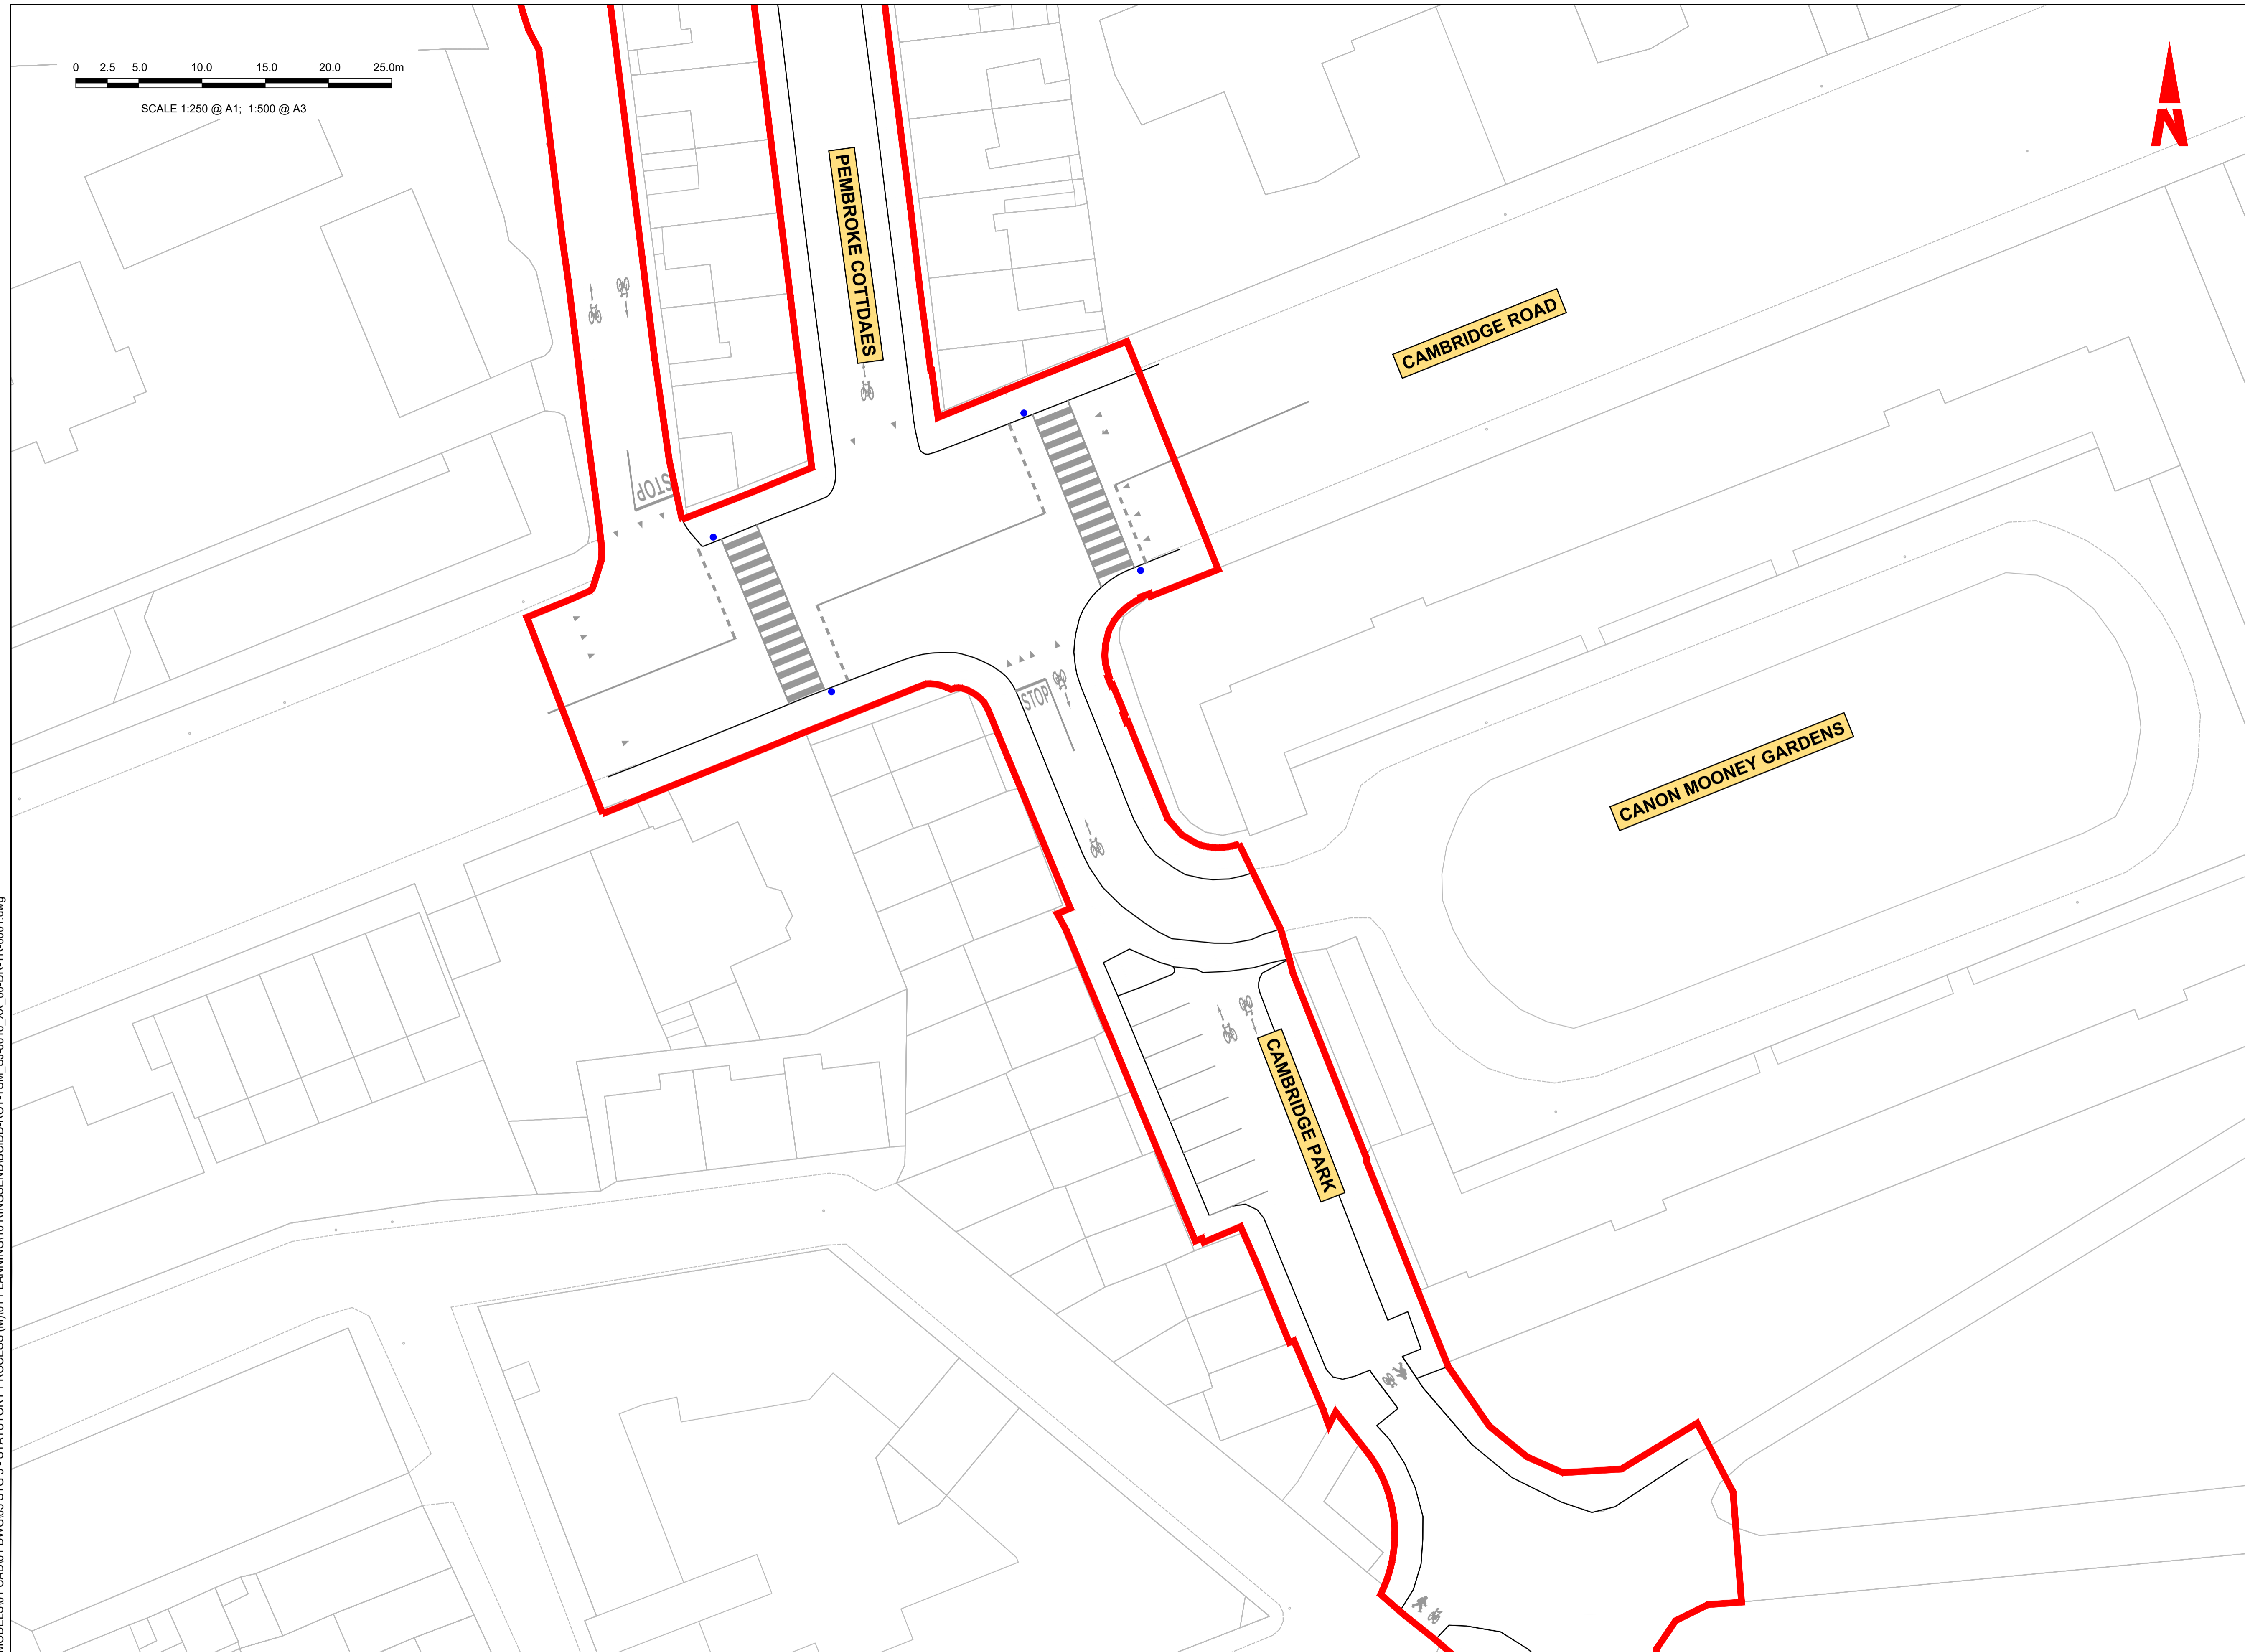 0 2.5 5.0 10.0 15.0 20.0 25.0m
SCALE 1:250 @ A1; 1:500 @ A3
N
PEMBROKE COTTDAES
CAMBRIDGE ROAD
STOP
STOP
CANON MOONEY GARDENS
CAMBRIDGE PARK